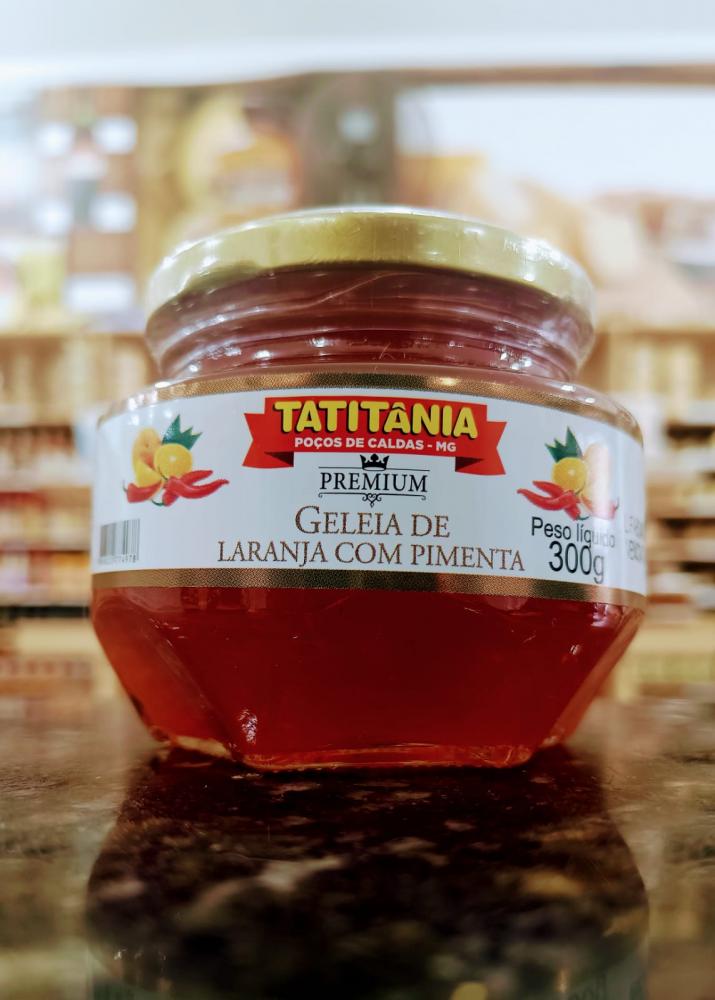 TATITÂNIA
POÇOS DE CALDAS - MG
PREMIUM
GELEIA DE
LARANJA COM PIMENTA
Peso líquido
300g